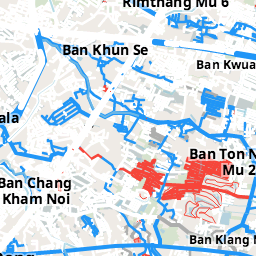 Rimthang Mu 6
Ban Khun Se
Ban Kwua
ala
Ban Ton N
Mu 2
Ban Chang
Kham Noi
Ban Klang M